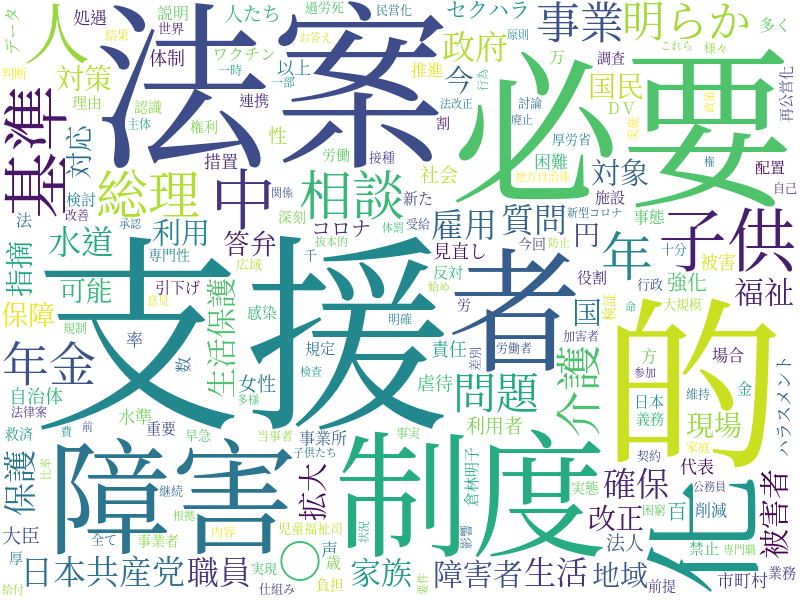 データ
処遇
説明
人たち
過労死
民営化
セクハラ
事業
明らか
多く
人
法案
世界
お答え
政府
原則
これら
様々
判断
結果
体制
ワクチン
以上
推進
今
万
調査
必要
対策
一時
一部
行為
国民
再公営化
基準
理由
認識
連携
法改正
討論
DV
政策
主体
権利
性
割
廃止
厚労省
実施
対応
措置
労働
接種
社会
困難
地方自治体
権
配置
総理
中
相談
雇用
質問
対象
自己
検討
関係
新た
施設
子供
法
改善
承認
深刻
コロナ
体罰
受給
新型コロナ
事態
年
指摘
水道
利用
答弁
抜本的
見直し
今回
防止
円
十分
被害
専門性
広域
千
反対
役割
行政
福祉
可能
引下げ
支援
者
国
強化
保障
意見
生活保護
感染
始め
労
検証
大規模
命
的
規制
率
数
明確
規定
責任
加害者
方
場合
年金
自治体
女性
検査
虐待
差別
労働者
問題
介護
参加
日本
維持
金
ハラスメント
法律案
多様
義務
現場
水準
利用者
契約
家庭
救済
費
前
重要
早急
当事者
事業所
制度
化
保護
障害
子供たち
事実
倉林明子
確保
代表
被害者
比率
継続
拡大
実態
公務員
大臣
根拠
改正
百
削減
困窮
厚
全て
事業者
内容
児童福祉司
状況
影響
法人
禁止
専門職
〇
声
歳
日本共産党
職員
家族
障害者
生活
地域
市町村
業務
給付
仕組み
実現
負担
要件
前提